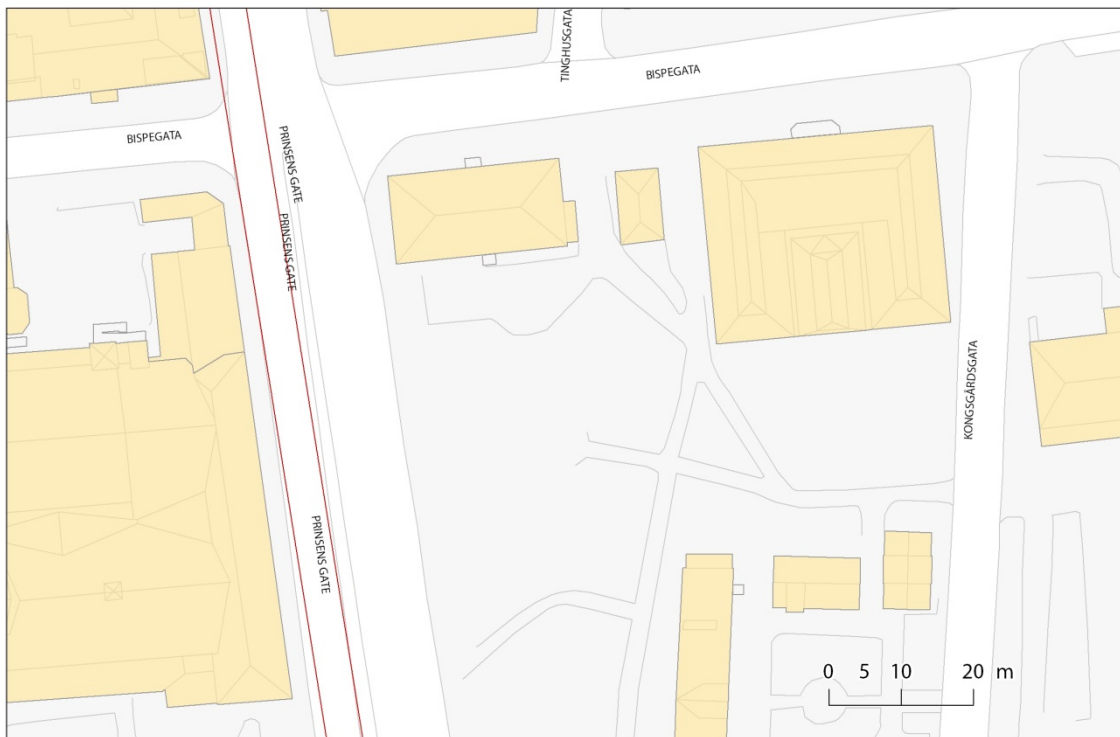 TINGHUSGATA
BISPEGATA
BISPEGATA
PRINSENS GATE
PRINSENS GATE
KONGSGÅRDSGATA
PRINSENS GATE
0 5 10 20 m